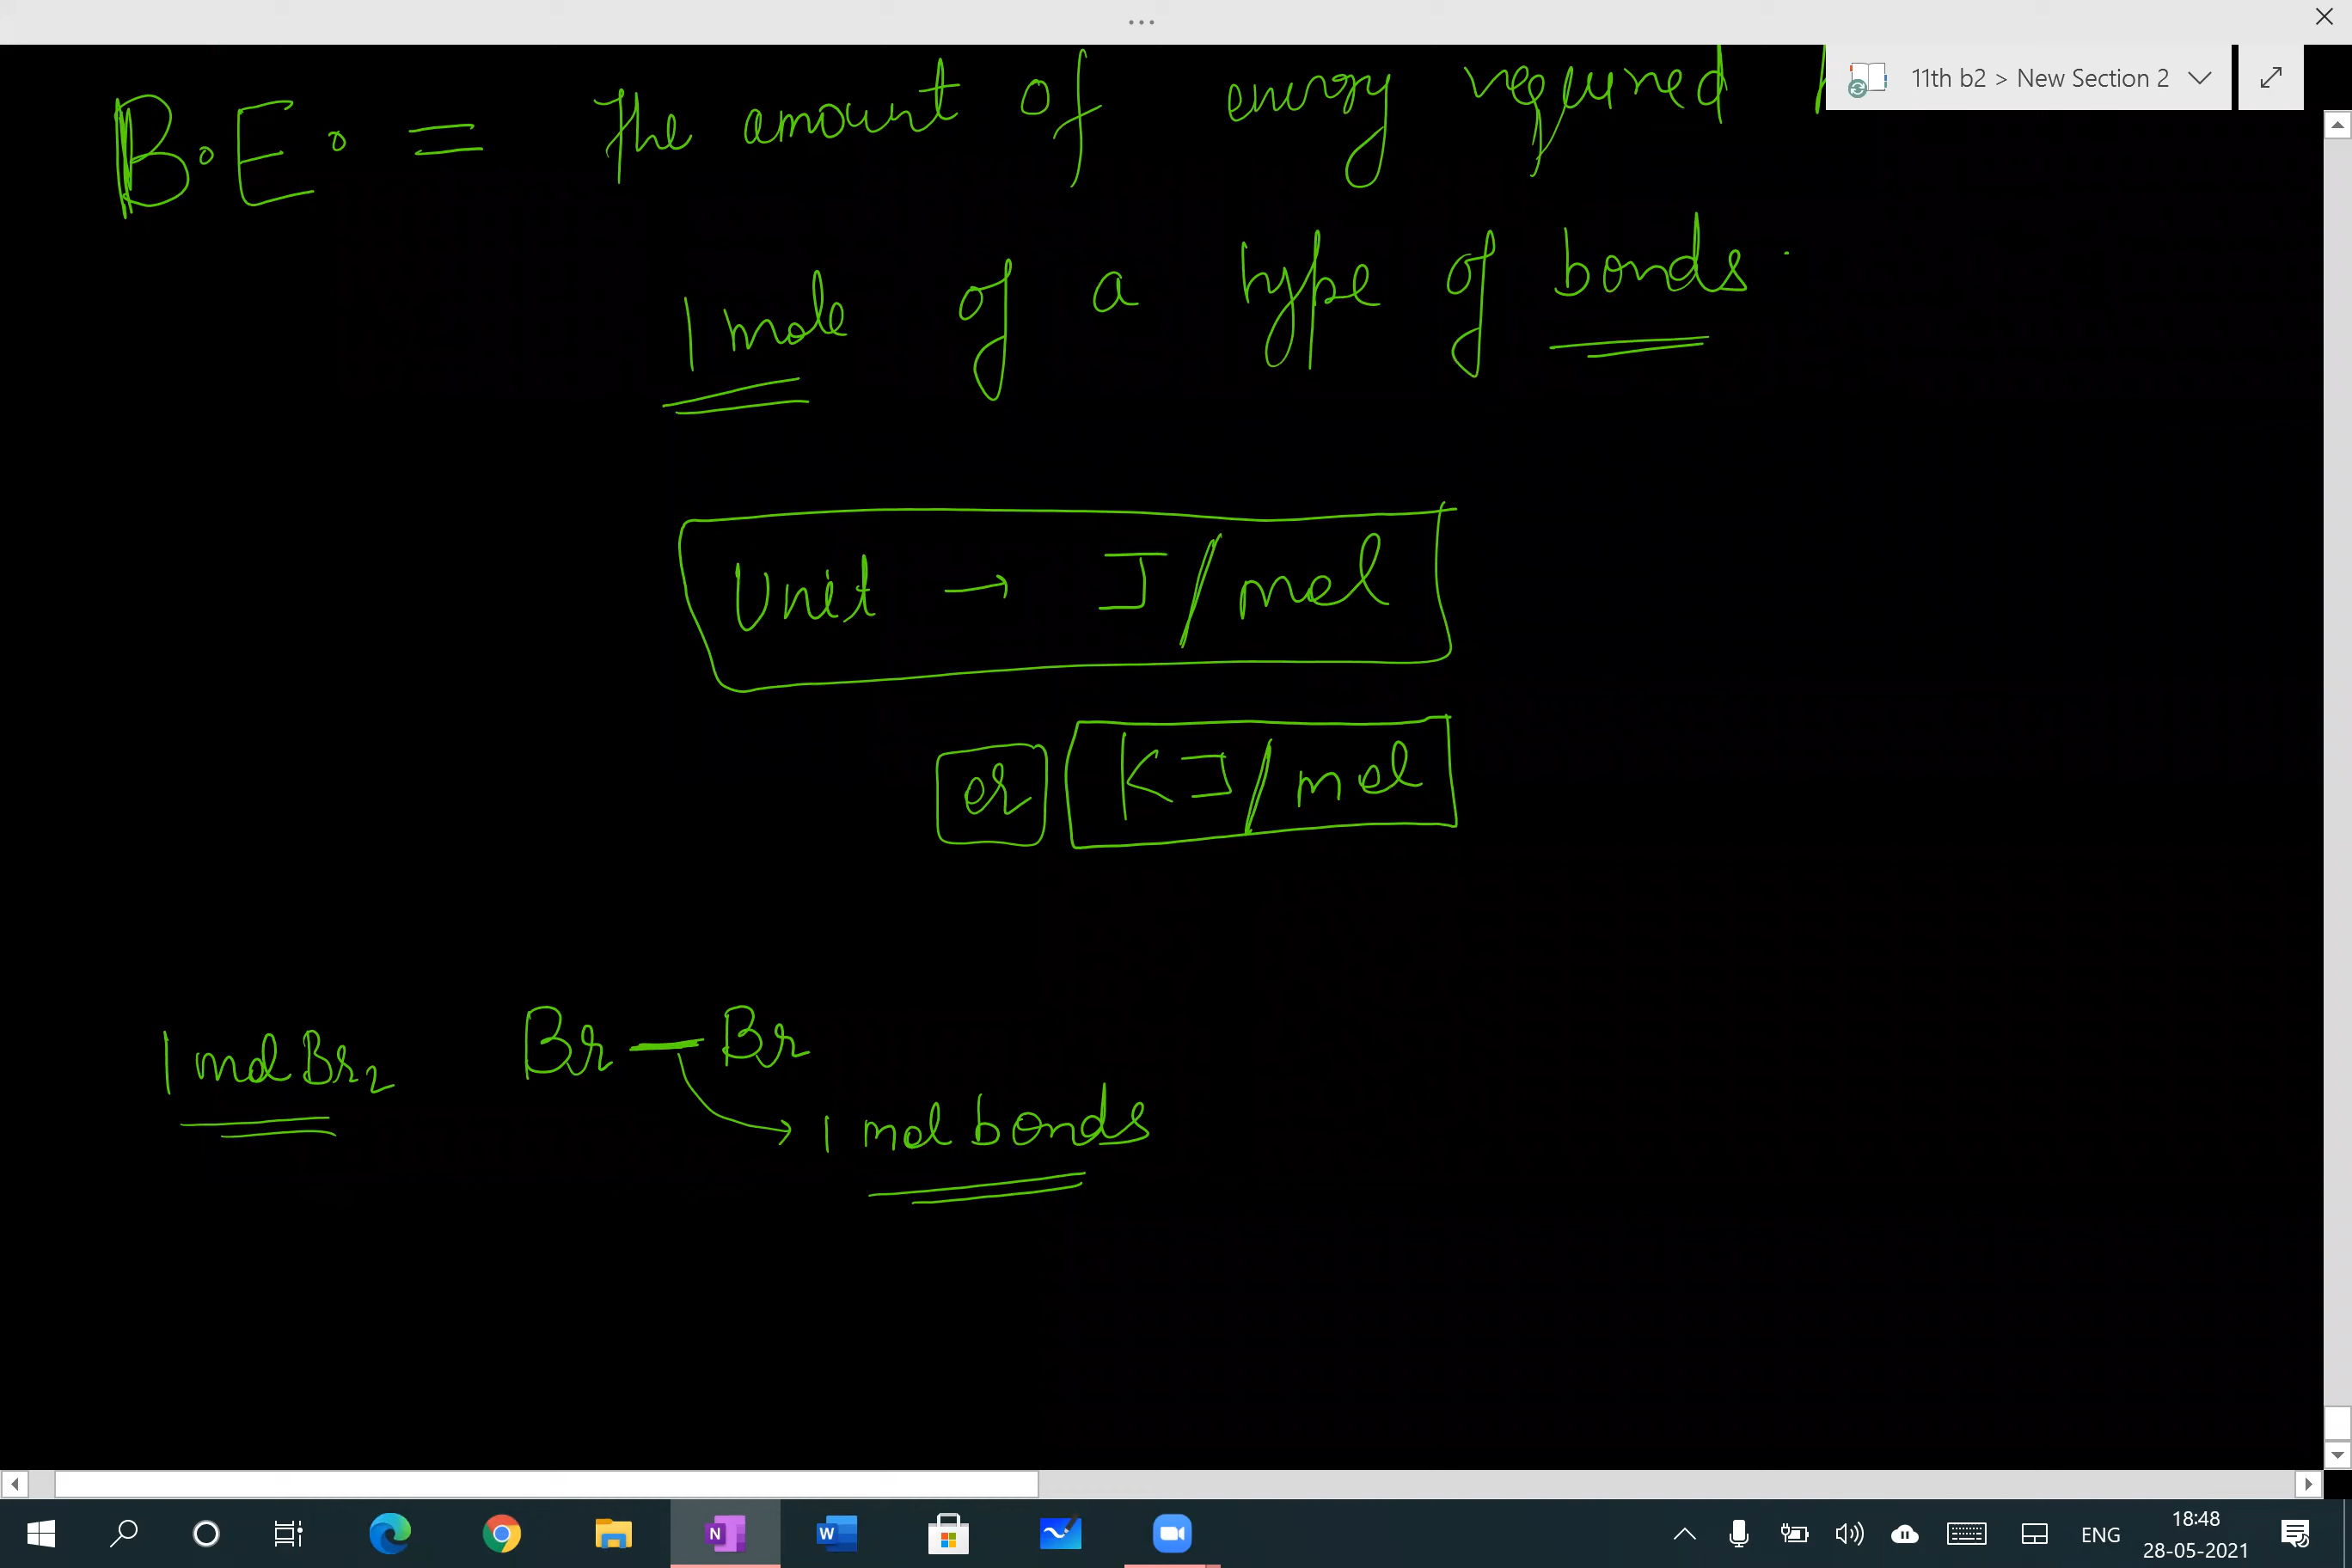 ...
11th b2 > New Section 2
B.E. = The amount of energy required
1 mole of a type of bonds.
Unit → J/mol
or KJ/mol
1 mol Br2 Br — Br
→ 1 mol bonds
N
W
ENG
18:48
28-05-2021